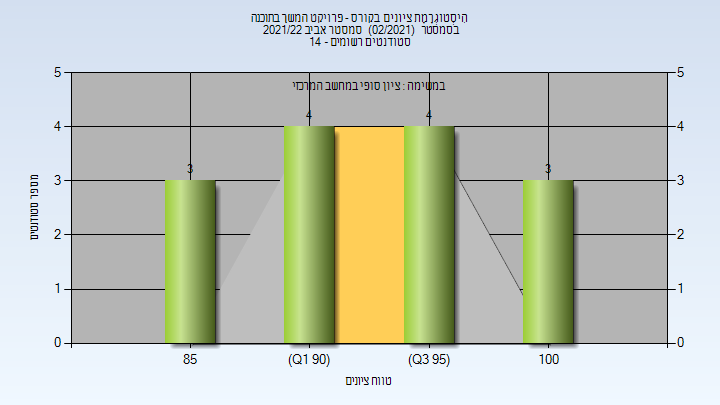 היסטוגרמת ציונים בקורס - פרויקט המשך בתוכנה
בסמסטר (02/2021) סמסטר אביב 2021/22
סטודנטים רשומים - 14
במשימה : ציון סופי במחשב המרכזי
5
4
3
2
1
0
5
4
3
2
1
0
3
4
4
3
מספר סטודנטים
85
(Q1 90)
(Q3 95)
100
טווח ציונים